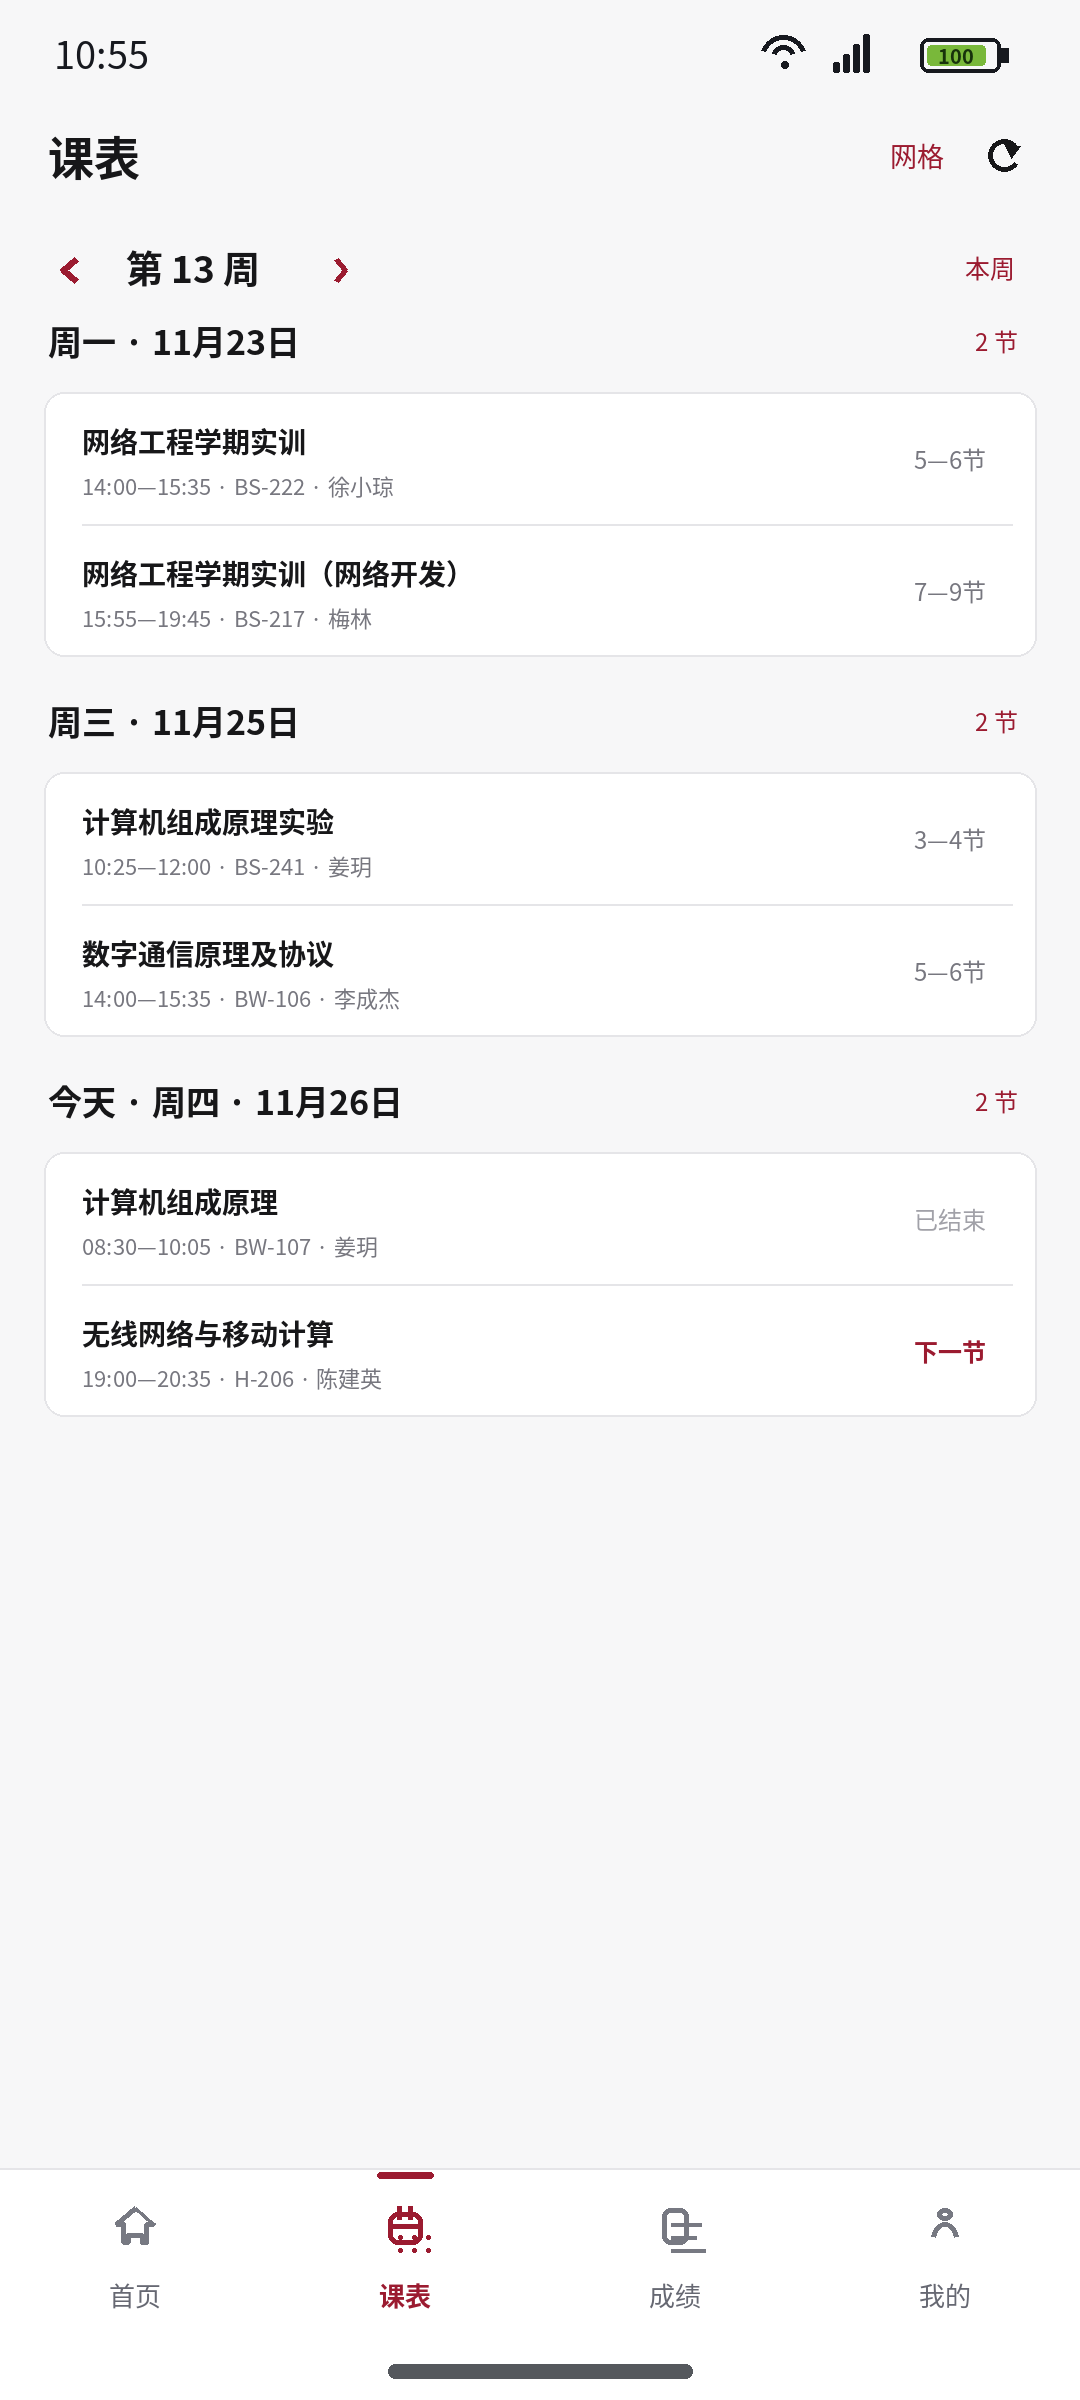 10:55
100
课表
网格
第 13 周
本周
周一 · 11月23日
2 节
网络工程学期实训
14:00—15:35 · BS-222 · 徐小琼
5—6节
网络工程学期实训（网络开发）
15:55—19:45 · BS-217 · 梅林
7—9节
周三 · 11月25日
2 节
计算机组成原理实验
10:25—12:00 · BS-241 · 姜玥
3—4节
数字通信原理及协议
14:00—15:35 · BW-106 · 李成杰
5—6节
今天 · 周四 · 11月26日
2 节
计算机组成原理
08:30—10:05 · BW-107 · 姜玥
已结束
无线网络与移动计算
19:00—20:35 · H-206 · 陈建英
下一节
首页
课表
成绩
我的